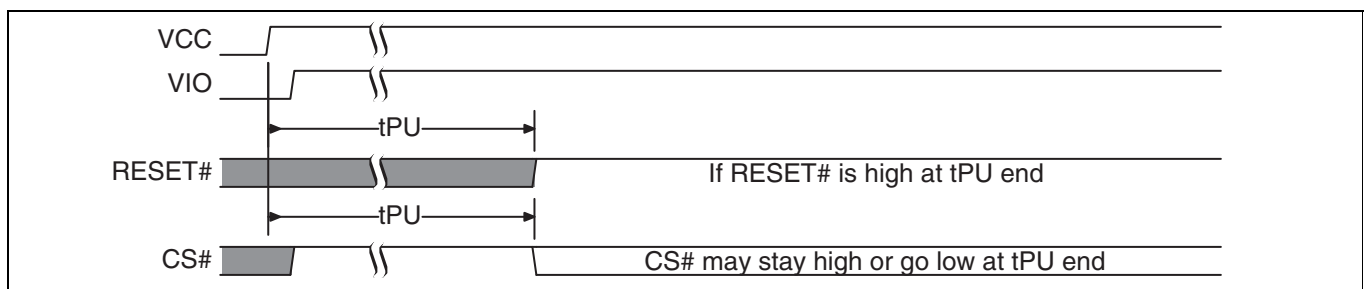 VCC
VIO
tPU
RESET#
If RESET# is high at tPU end
tPU
CS#
CS# may stay high or go low at tPU end